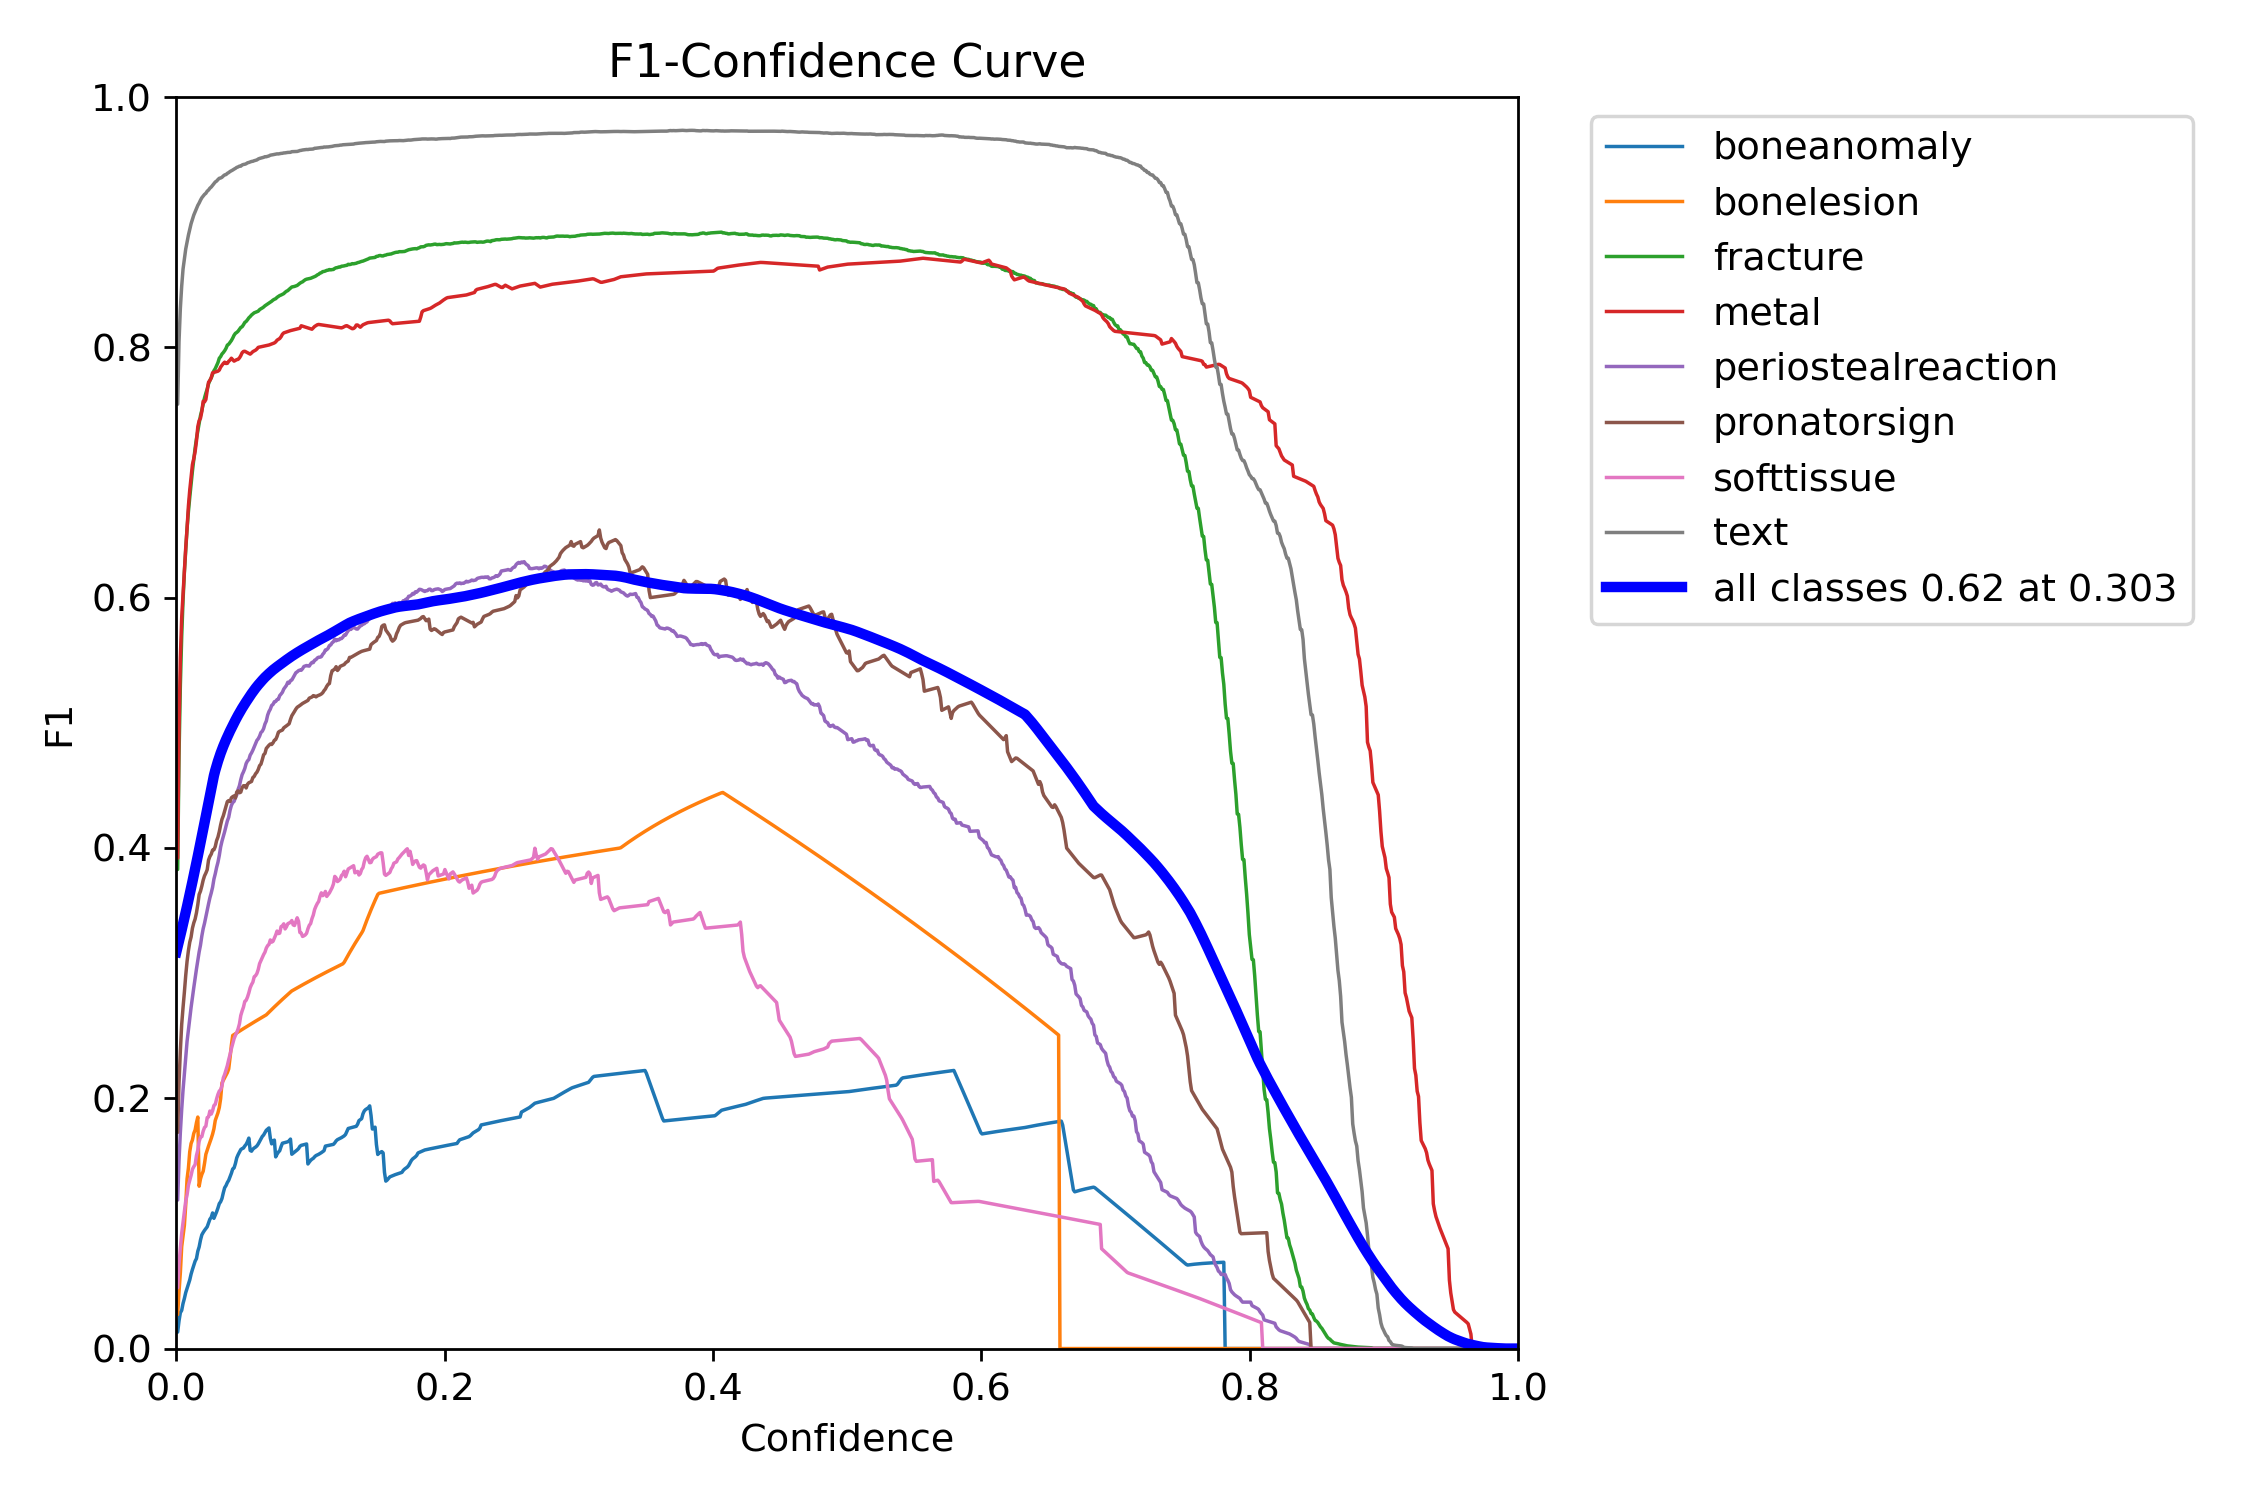 F1-Confidence Curve
1.0
0.8
0.6
0.4
0.2
0.0
F1
0.0 0.2 0.4 0.6 0.8 1.0
Confidence
boneanomaly
bonelesion
fracture
metal
periostealreaction
pronatorsign
softtissue
text
all classes 0.62 at 0.303